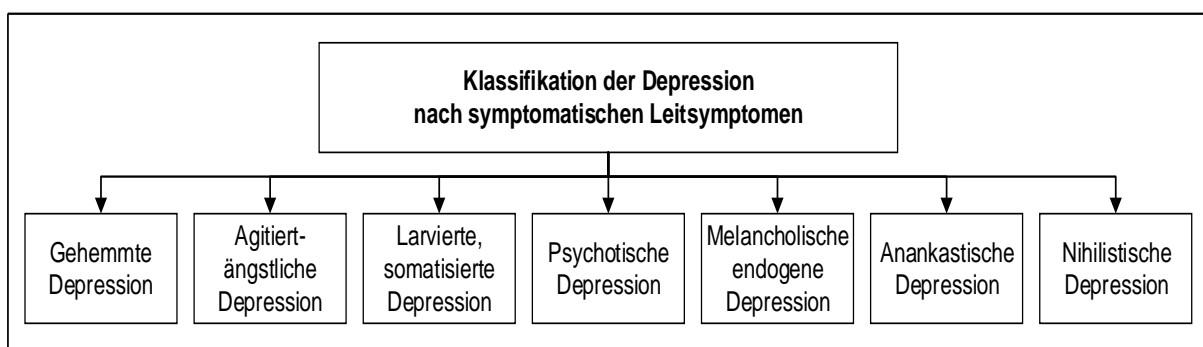 Klassifikation der Depression
nach symptomatischen Leitsymptomen
Gehemmte
Depression
Agitiert-
ängstliche
Depression
Larvierte,
somatisierte
Depression
Psychotische
Depression
Melancholische
endogene
Depression
Anankastische
Depression
Nihilistische
Depression